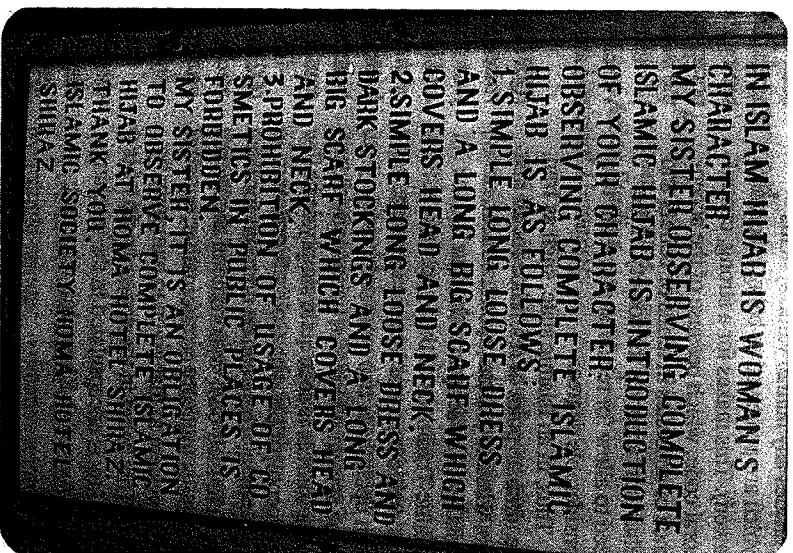 IN ISLAM HIJAB IS WOMAN S
CHARACTER.
MY SISTER OBSERVING COMPLETE
ISLAMIC HIJAB IS INTRODUCTION
OF YOUR CHARACTER.
OBSERVING COMPLETE ISLAMIC
HIJAB IS AS FOLLOWS:
1.SIMPLE LONG LOOSE DRESS
AND A LONG BIG SCARF WHICH
COVERS HEAD AND NECK.
2.SIMPLE LONG LOOSE DRESS AND
DARK STOCKINGS AND A LONG
BIG SCARF WHICH COVERS HEAD
AND NECK.
3.PROHIBITION OF USAGE OF CO
SMETICS IN PUBLIC PLACES IS
FORBIDDEN.
MY SISTER, IT IS AN OBLIGATION
TO OBSEIVE COMPLETE ISLAMIC
HIJAB AT HOMA HOTEL SHIRAZ
THANK YOU.
ISLAMIC SOCIETY HOMA HOTEL
SHIRAZ